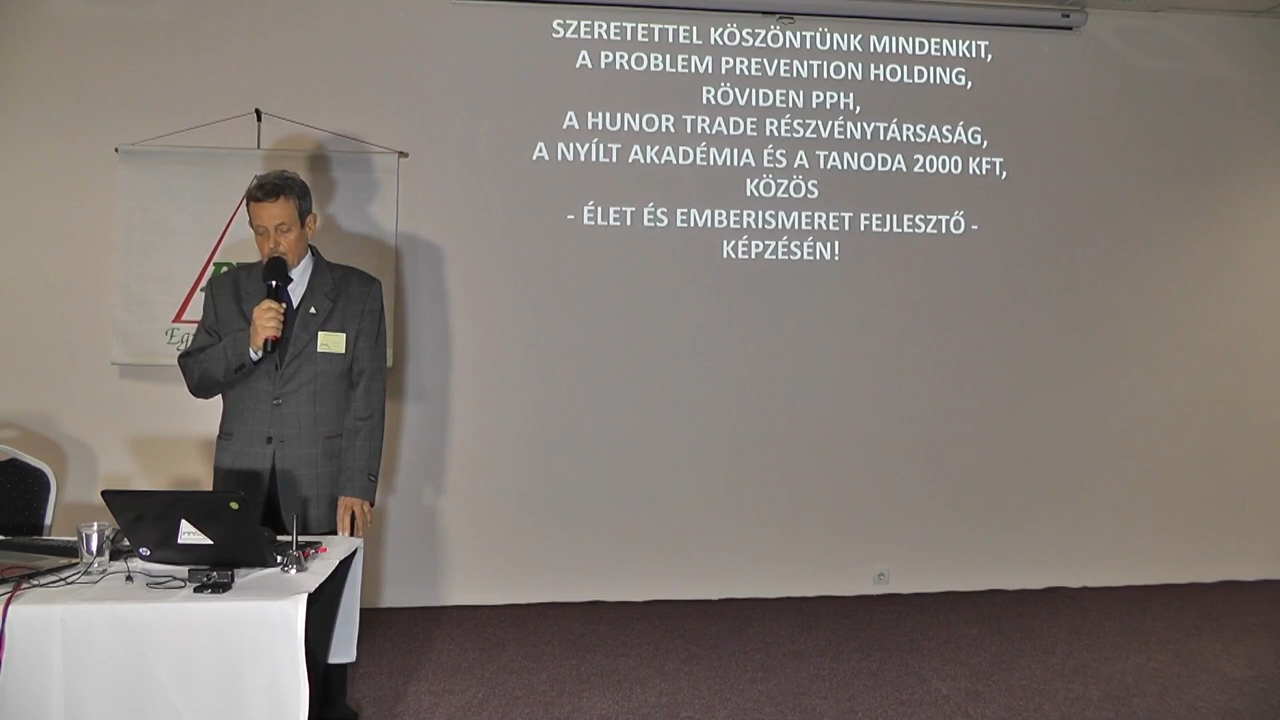 SZERETETTEL KÖSZÖNTÜNK MINDENKIT,
A PROBLEM PREVENTION HOLDING,
RÖVIDEN PPH,
A HUNOR TRADE RÉSZVÉNYTÁRSASÁG,
A NYÍLT AKADÉMIA ÉS A TANODA 2000 KFT,
KÖZÖS
- ÉLET ÉS EMBERISMERET FEJLESZTŐ -
KÉPZÉSÉN!